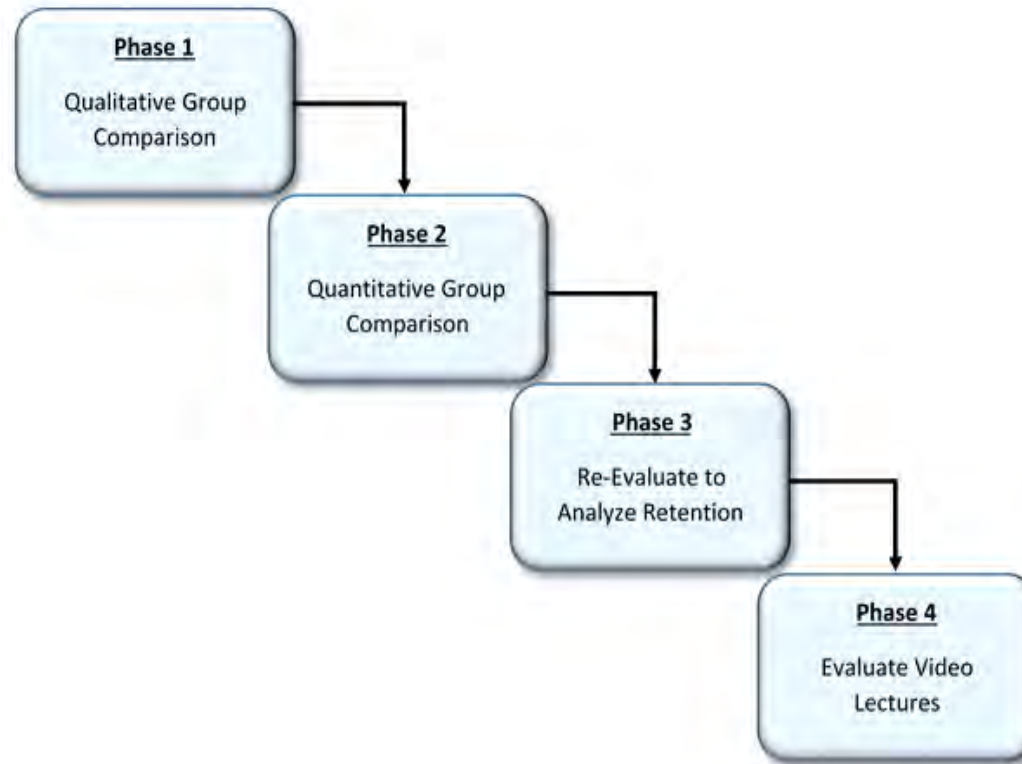 Phase 1
Qualitative Group
Comparison
Phase 2
Quantitative Group
Comparison
Phase 3
Re-Evaluate to
Analyze Retention
Phase 4
Evaluate Video
Lectures